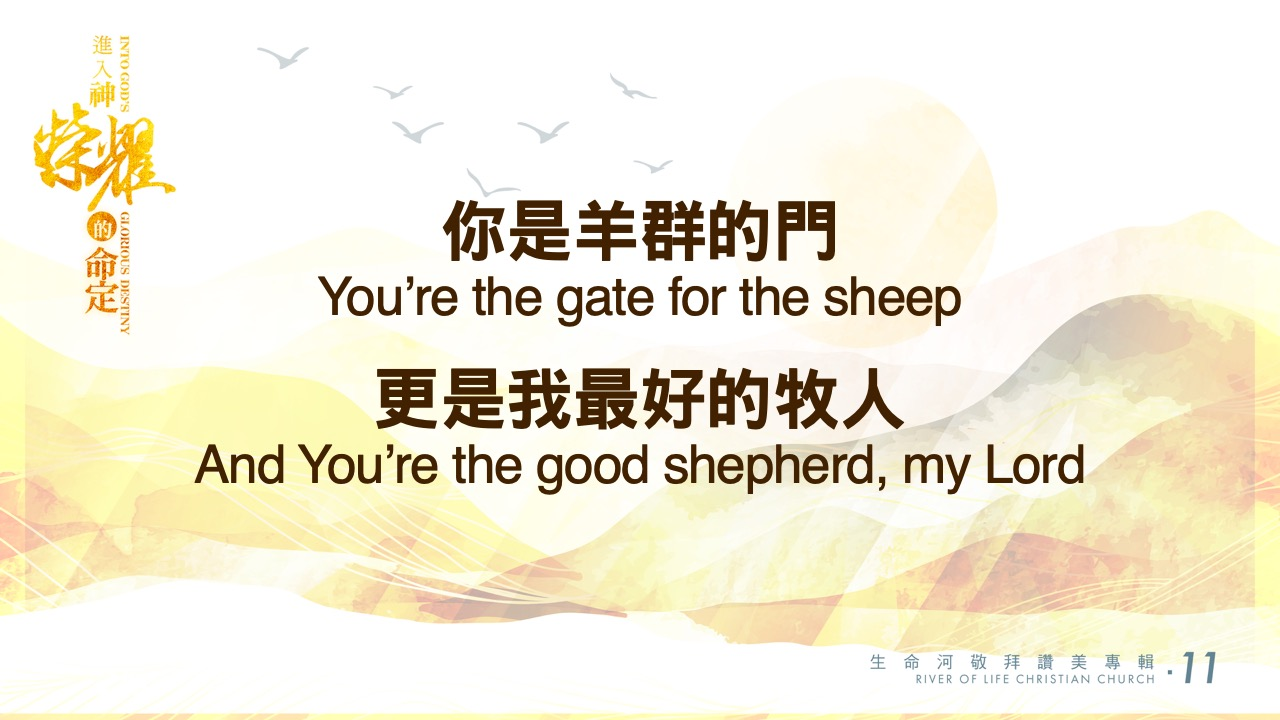 進入神
榮耀
的
命定
INTO GOD'S
GLORIOUS DESTINY
你是羊群的門
You're the gate for the sheep
更是我最好的牧人
And You're the good shepherd, my Lord
生命河敬拜讚美專輯
RIVER OF LIFE CHRISTIAN CHURCH
·11